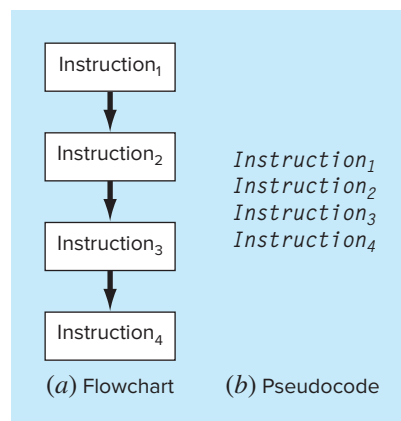 Instruction₁
Instruction₂
Instruction₃
Instruction₄
Instruction₁
Instruction₂
Instruction₃
Instruction₄
(a) Flowchart
(b) Pseudocode